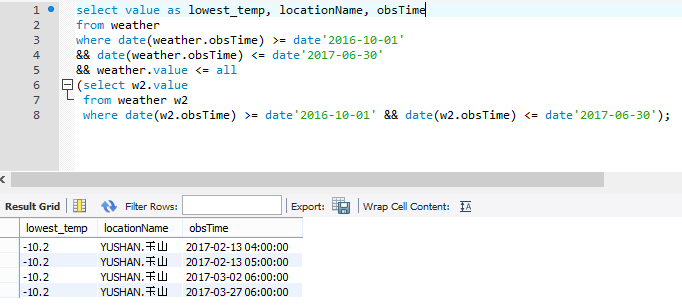 1 select value as lowest_temp, locationName, obsTime
2 from weather
3 where date(weather.obsTime) >= date'2016-10-01'
4 && date(weather.obsTime) <= date'2017-06-30'
5 && weather.value <= all
6 (select w2.value
7 from weather w2
8 where date(w2.obsTime) >= date'2016-10-01' && date(w2.obsTime) <= date'2017-06-30');
Result Grid Filter Rows: Export: Wrap Cell Content: IA
lowest_temp locationName obsTime
-10.2 YUSHAN,玉山 2017-02-13 04:00:00
-10.2 YUSHAN,玉山 2017-02-13 05:00:00
-10.2 YUSHAN,玉山 2017-03-02 06:00:00
-10.2 YUSHAN,玉山 2017-03-27 06:00:00